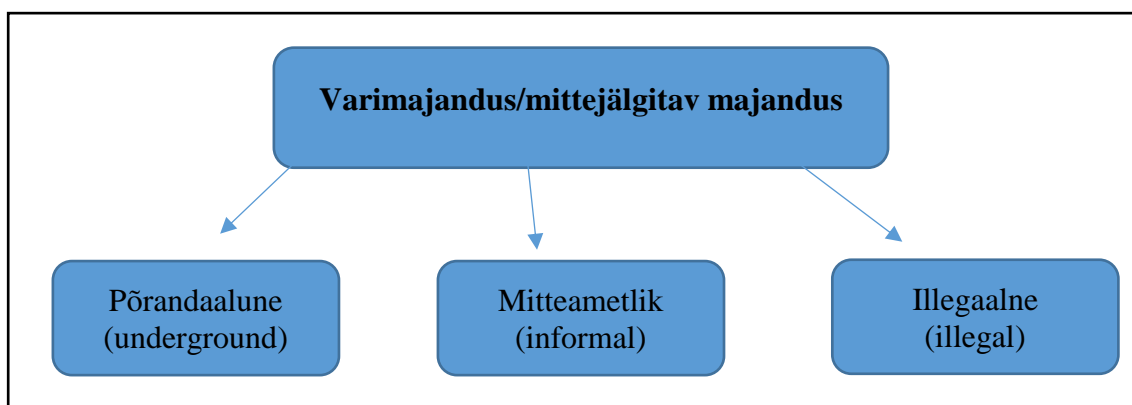 Varimajandus/mittejälgitav majandus
Põrandaalune
(underground)
Mitteametlik
(informal)
Illegaalne
(illegal)